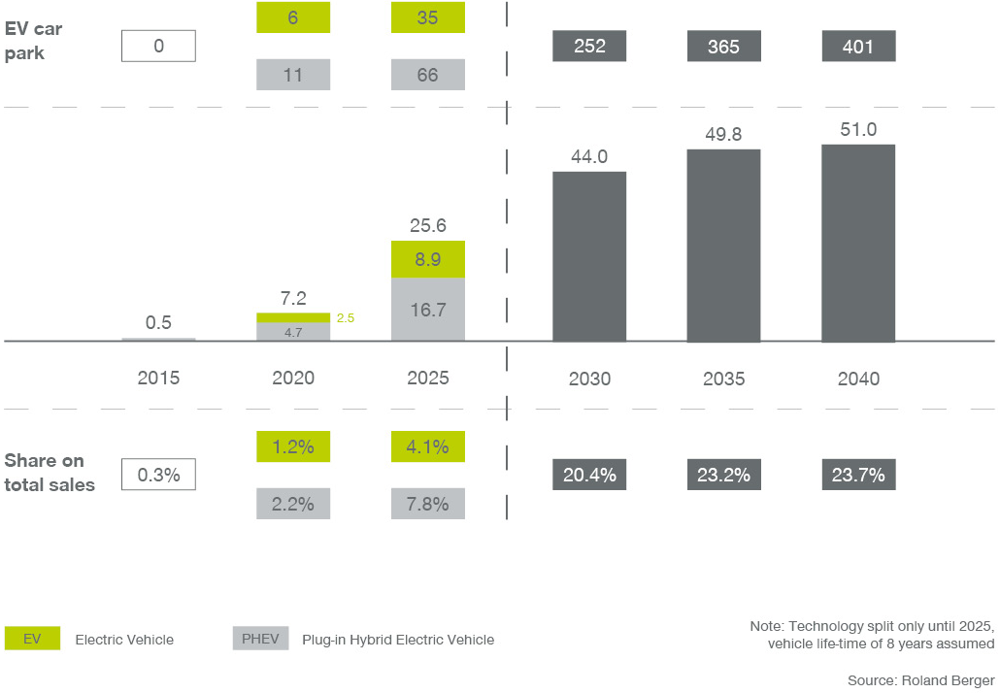 EV car
park
0
6
35
11
66
252
365
401
0.5
7.2
2.5
4.7
25.6
8.9
16.7
44.0
49.8
51.0
2015
2020
2025
2030
2035
2040
Share on
total sales
0.3%
1.2%
4.1%
2.2%
7.8%
20.4%
23.2%
23.7%
EV
Electric Vehicle
PHEV
Plug-in Hybrid Electric Vehicle
Note: Technology split only until 2025,
vehicle life-time of 8 years assumed
Source: Roland Berger